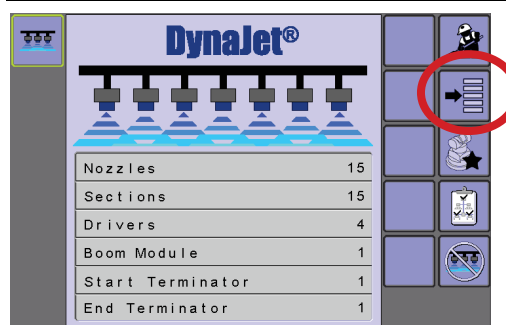 DynaJet®
Nozzles 15
Sections 15
Drivers 4
Boom Module 1
Start Terminator 1
End Terminator 1